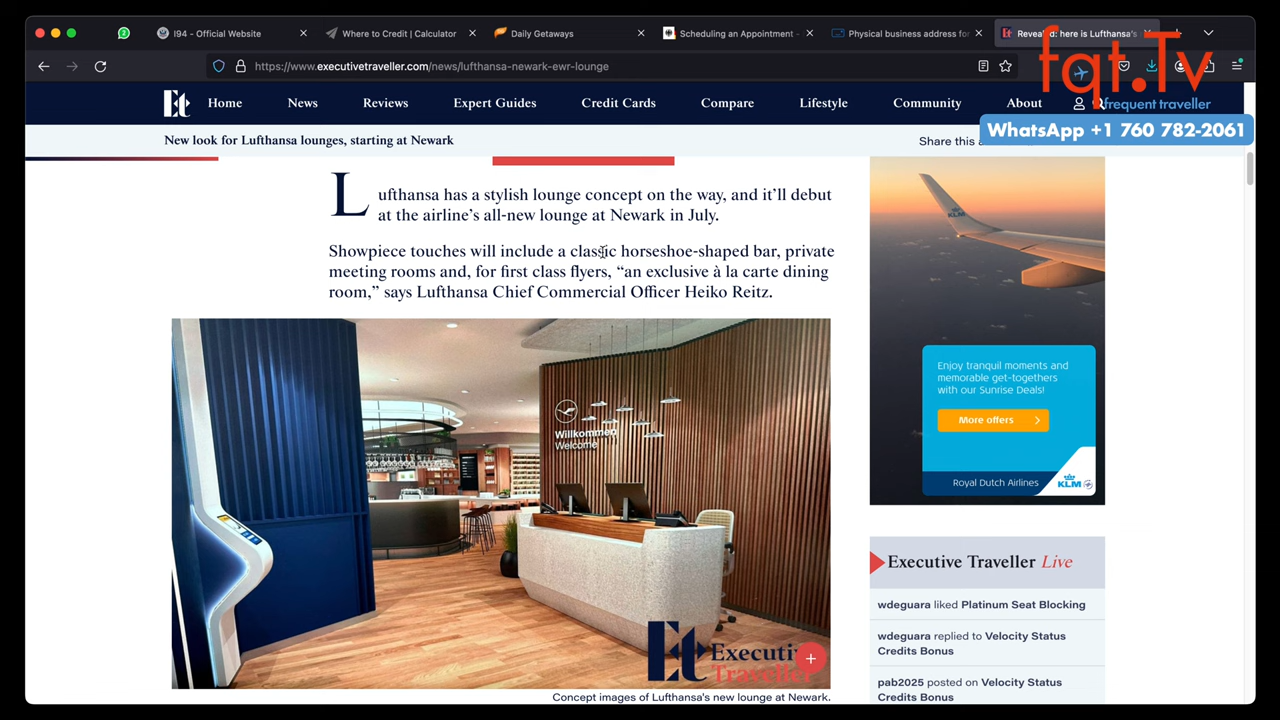 2
I94 - Official Website
Where to Credit | Calculator
Daily Getaways
Scheduling an Appointment -
Physical business address for
Revealed: here is Lufthansa's
fqt.Tv
frequent traveller
WhatsApp +1 760 782-2061
https://www.executivetraveller.com/news/lufthansa-newark-ewr-lounge
Et
Home
News
Reviews
Expert Guides
Credit Cards
Compare
Lifestyle
Community
About
New look for Lufthansa lounges, starting at Newark
Share this
Lufthansa has a stylish lounge concept on the way, and it'll debut
at the airline's all-new lounge at Newark in July.
Showpiece touches will include a classic horseshoe-shaped bar, private
meeting rooms and, for first class flyers, “an exclusive à la carte dining
room,” says Lufthansa Chief Commercial Officer Heiko Reitz.
Willkommen
Welcome
Et Executive
Traveller
Concept images of Lufthansa's new lounge at Newark.
KLM
Enjoy tranquil moments and
memorable get-togethers
with our Sunrise Deals!
More offers
Royal Dutch Airlines
KLM
Executive Traveller Live
wdeguara liked Platinum Seat Blocking
wdeguara replied to Velocity Status
Credits Bonus
pab2025 posted on Velocity Status
Credits Bonus